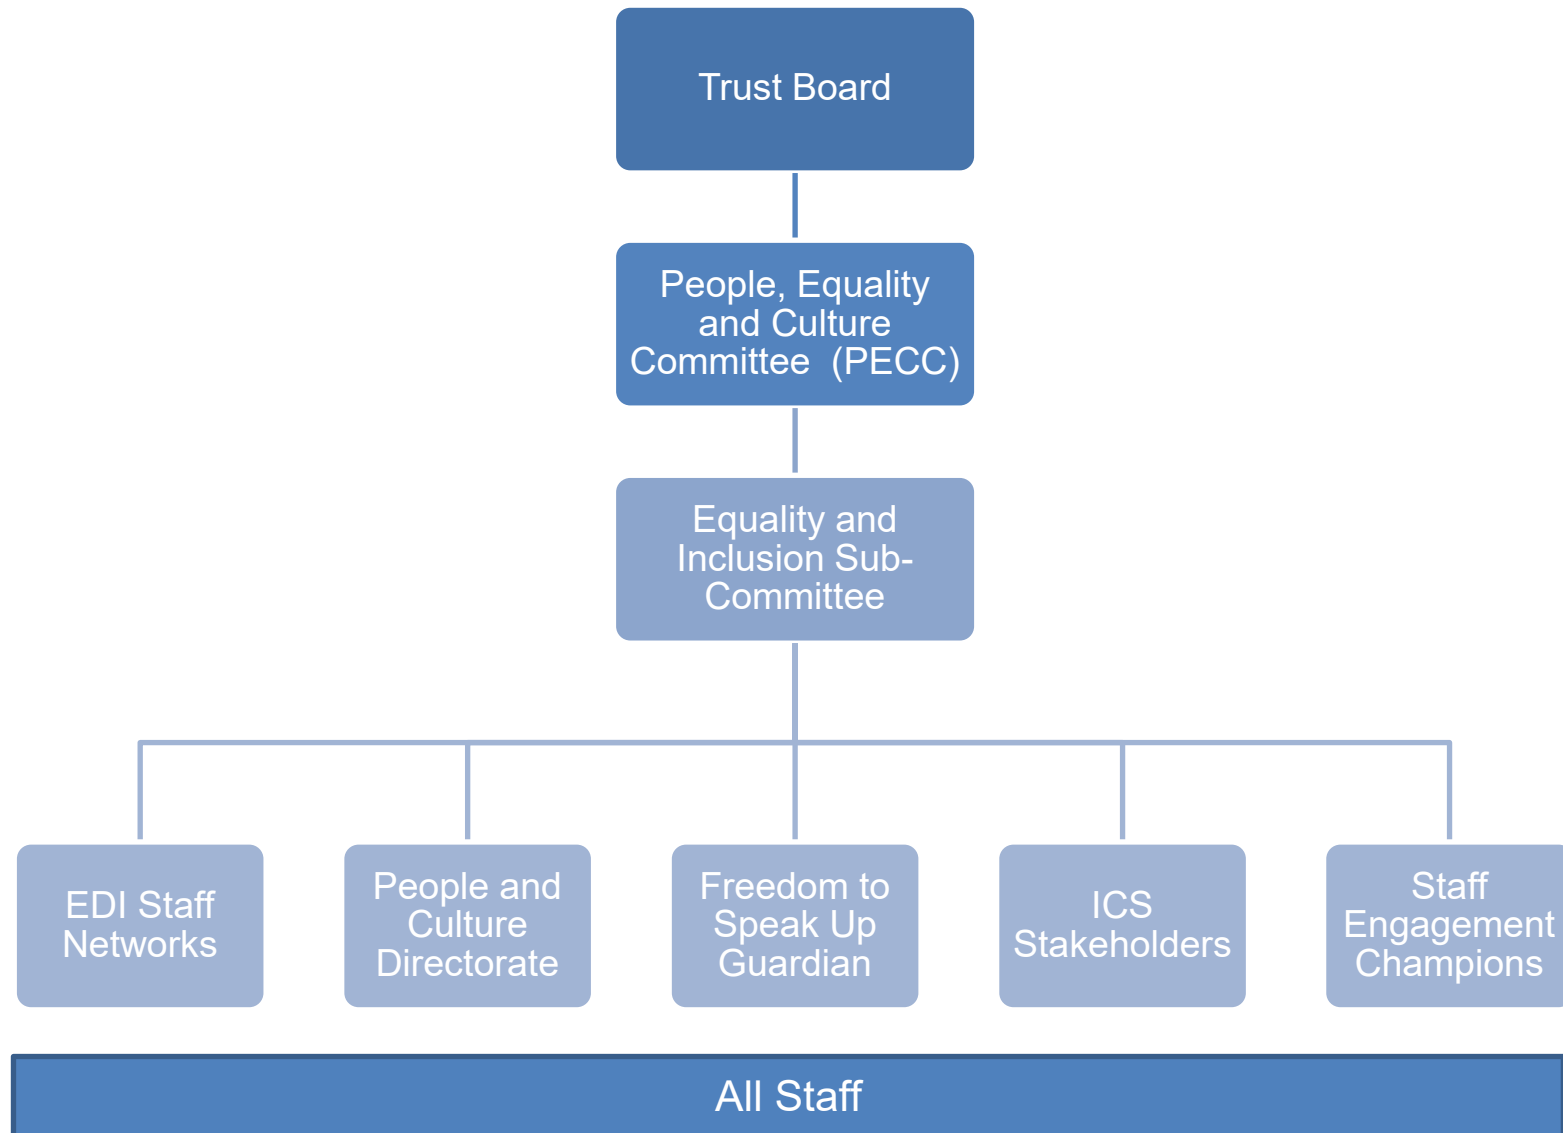 Trust Board
People, Equality
and Culture
Committee  (PECC)
Equality and
Inclusion Sub-
Committee
EDI Staff
Networks
People and
Culture
Directorate
Freedom to
Speak Up
Guardian
ICS
Stakeholders
Staff
Engagement
Champions
All Staff